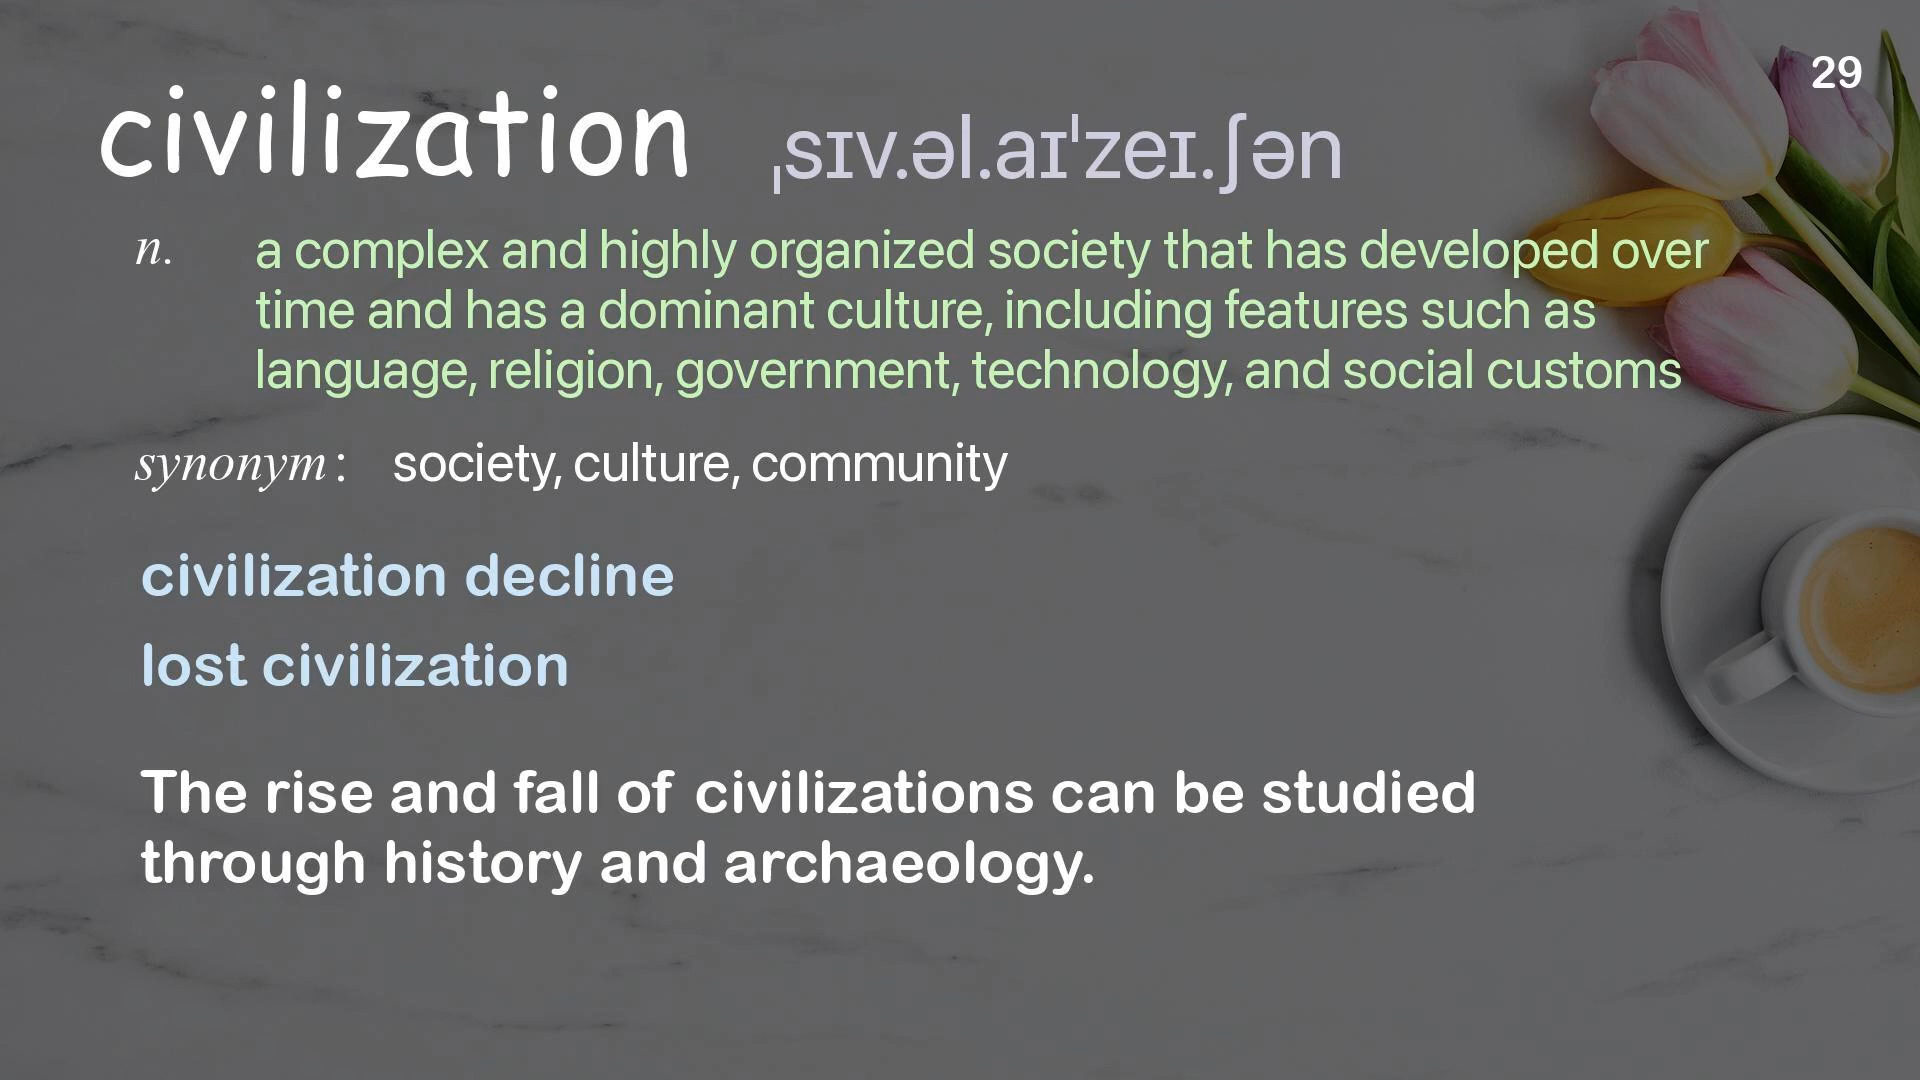 29
civilization ˌsɪv.əl.aɪˈzeɪ.ʃən
n. a complex and highly organized society that has developed over
time and has a dominant culture, including features such as
language, religion, government, technology, and social customs
synonym: society, culture, community
civilization decline
lost civilization
The rise and fall of civilizations can be studied
through history and archaeology.